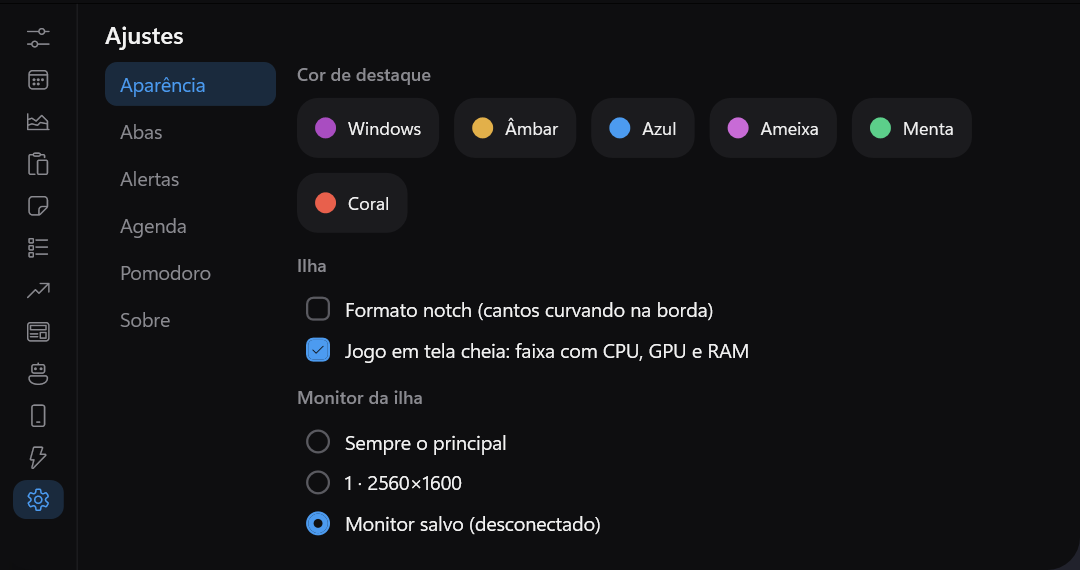 Ajustes
Aparência
Abas
Alertas
Agenda
Pomodoro
Sobre
Cor de destaque
Windows
Âmbar
Azul
Ameixa
Menta
Coral
Ilha
Formato notch (cantos curvando na borda)
Jogo em tela cheia: faixa com CPU, GPU e RAM
Monitor da ilha
Sempre o principal
1 · 2560×1600
Monitor salvo (desconectado)